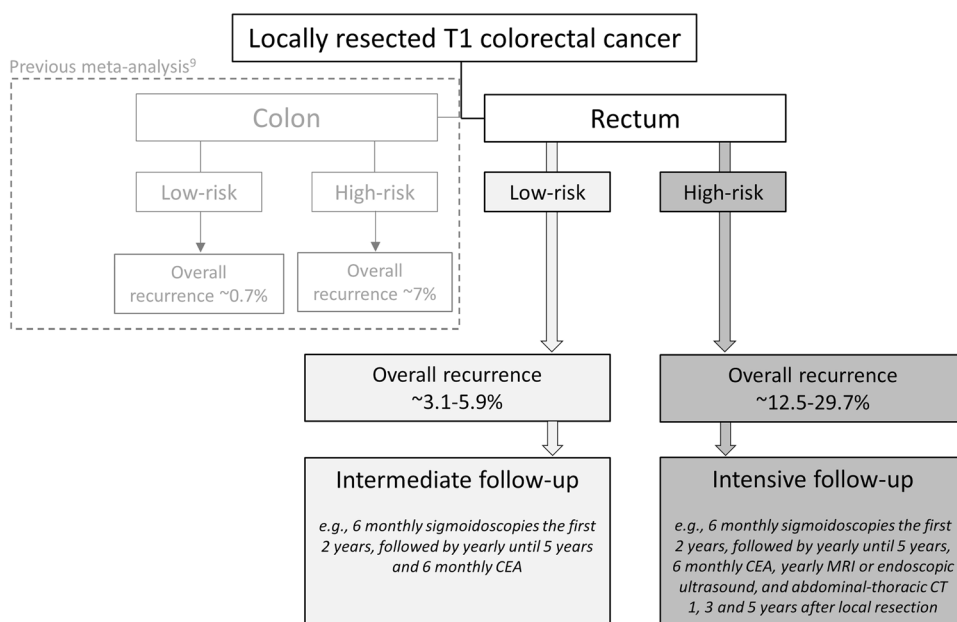 Locally resected T1 colorectal cancer
Previous meta-analysis⁹
Colon
Rectum
Low-risk
High-risk
Low-risk
High-risk
Overall
recurrence ~0.7%
Overall
recurrence ~7%
Overall recurrence
~3.1-5.9%
Overall recurrence
~12.5-29.7%
Intermediate follow-up
e.g., 6 monthly sigmoidoscopies the first
2 years, followed by yearly until 5 years
and 6 monthly CEA
Intensive follow-up
e.g., 6 monthly sigmoidoscopies the first
2 years, followed by yearly until 5 years,
6 monthly CEA, yearly MRI or endoscopic
ultrasound, and abdominal-thoracic CT
1, 3 and 5 years after local resection